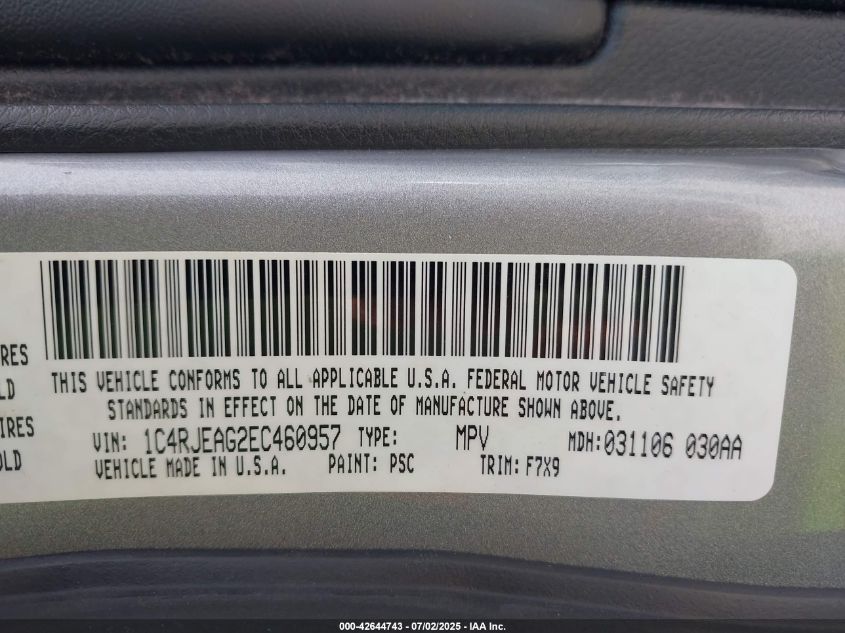 THIS VEHICLE CONFORMS TO ALL APPLICABLE U.S.A. FEDERAL MOTOR VEHICLE SAFETY
IRES
LD
STANDARDS IN EFFECT ON THE DATE OF MANUFACTURE SHOWN ABOVE.
IRES
VIN: 1C4RJEAG2EC460957 TYPE: MPV MDH:031106 030AA
OLD
VEHICLE MADE IN U.S.A. PAINT: PSC TRIM: F7X9
000-42644743 - 07/02/2025 - IAA Inc.